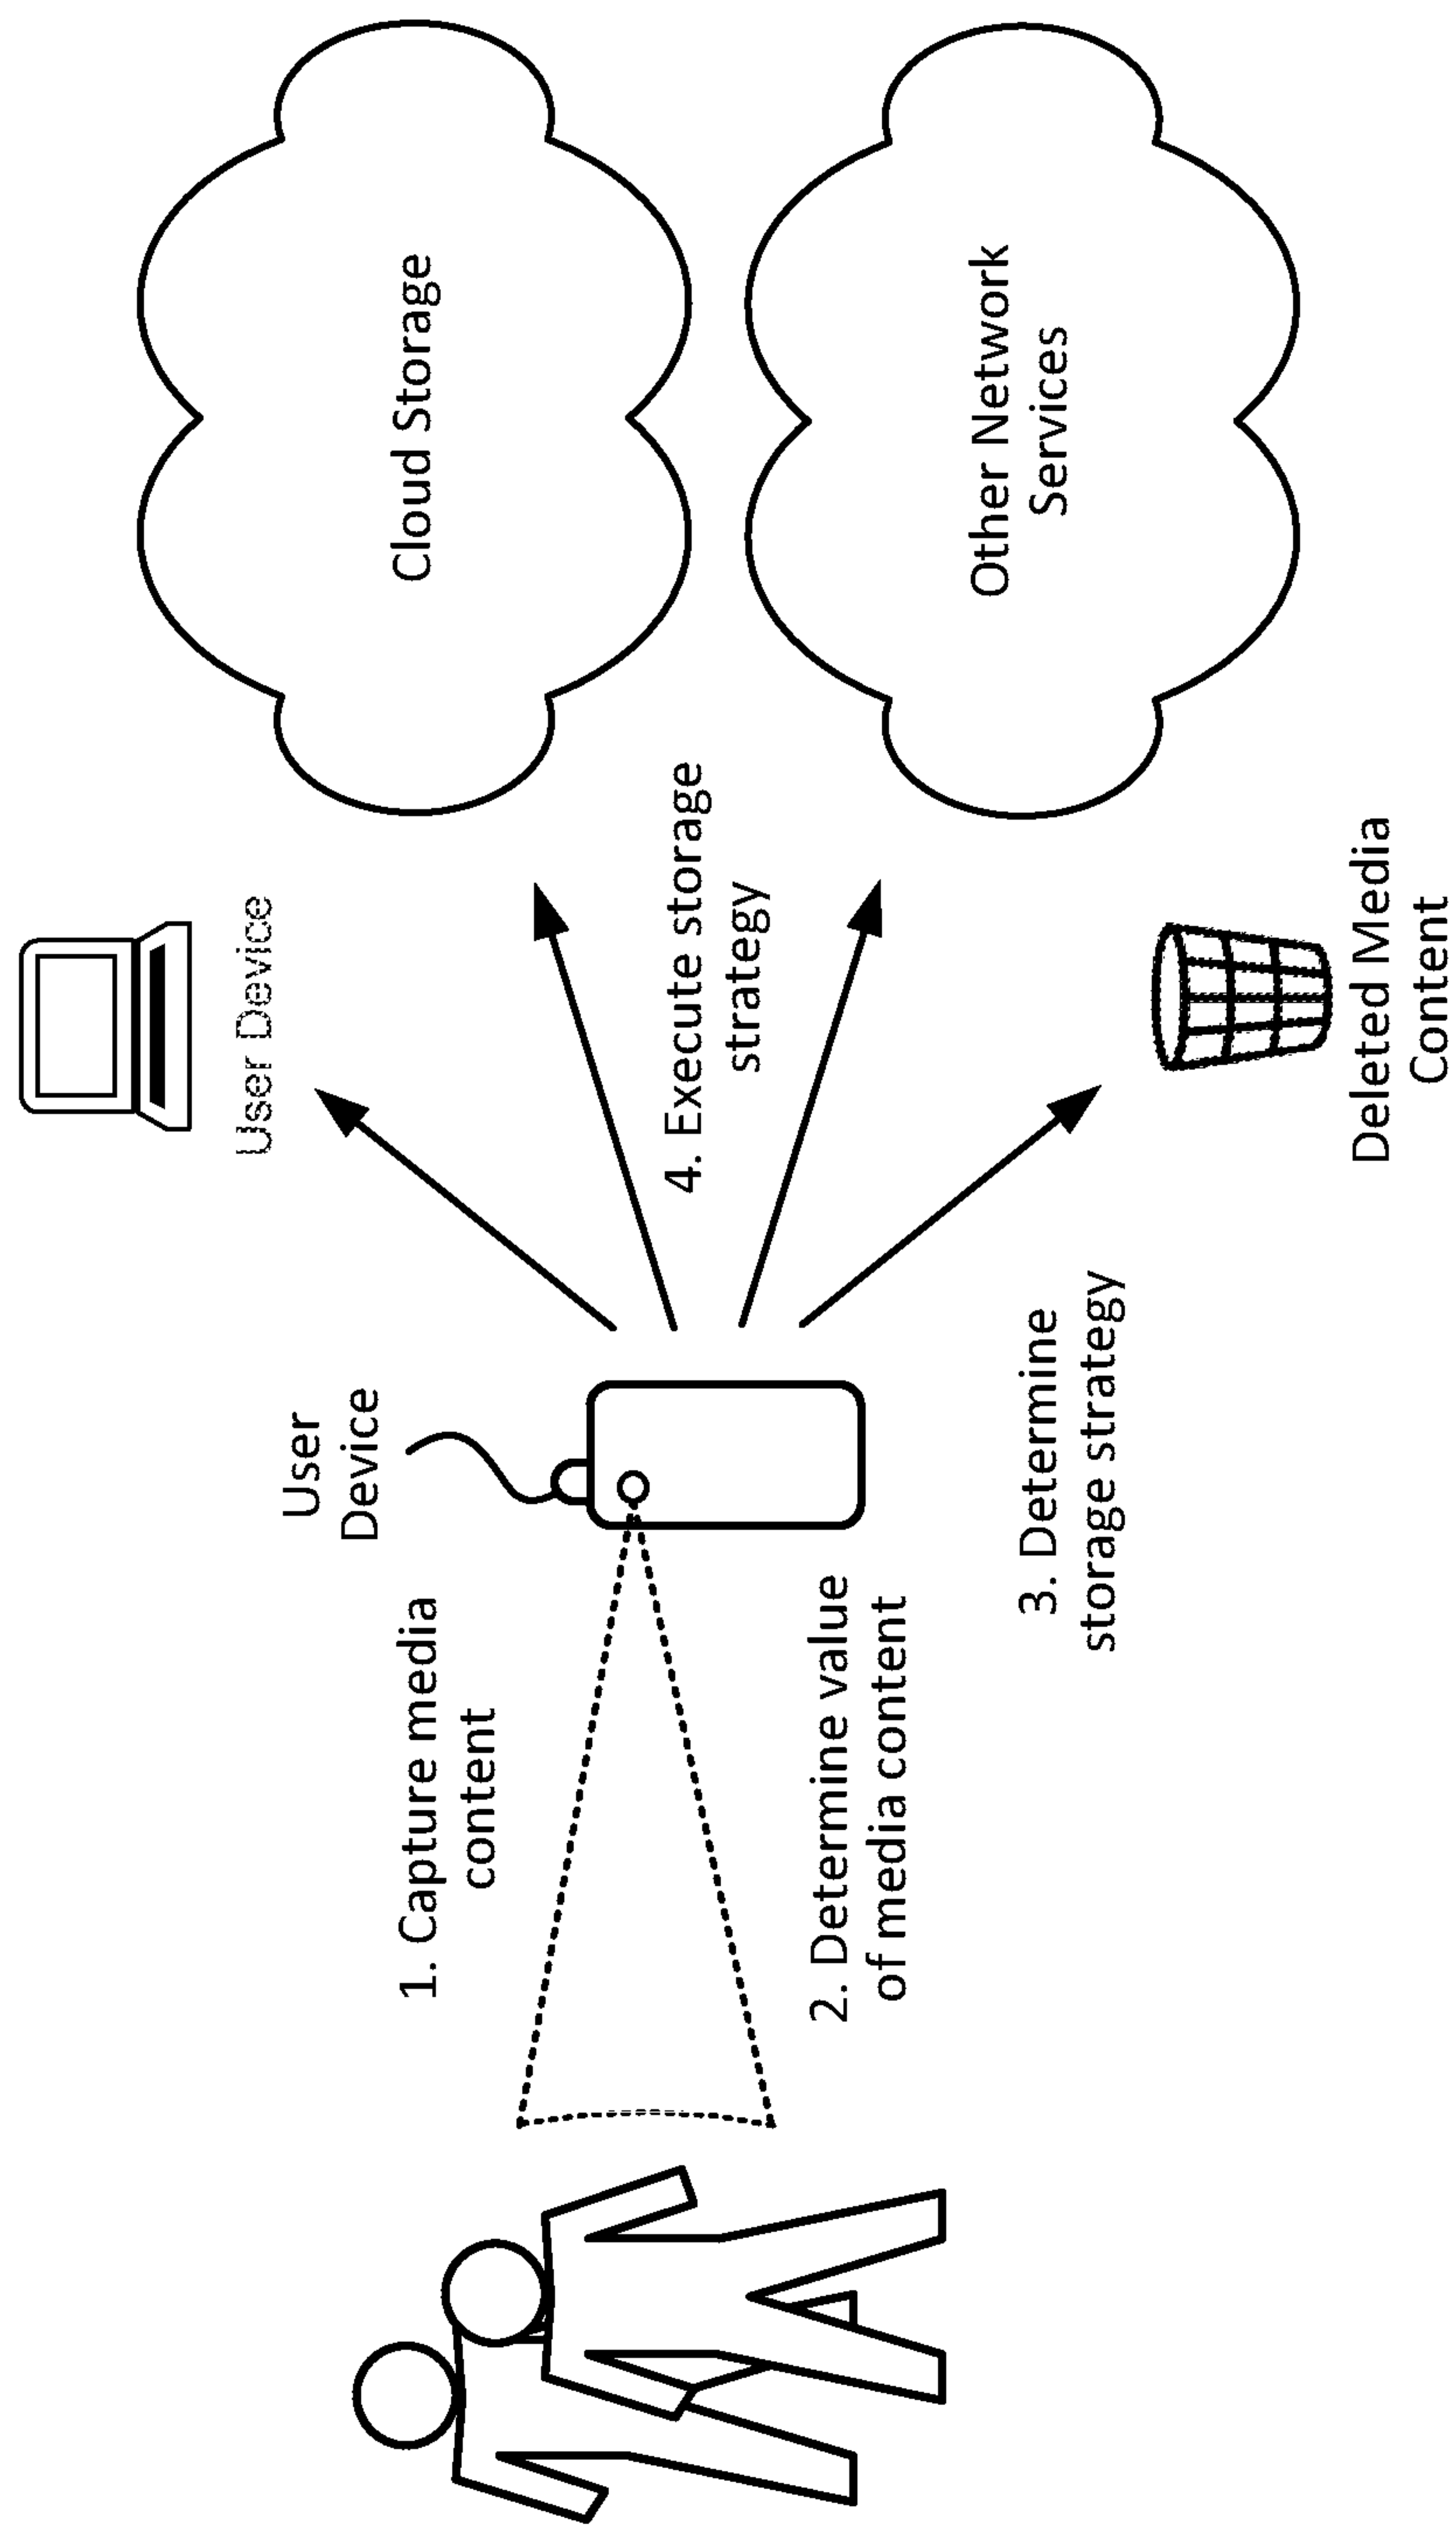 1. Capture media
content
2. Determine value
of media content
User
Device
3. Determine
storage strategy
4. Execute storage
strategy
User Device
Cloud Storage
Other Network
Services
Deleted Media
Content